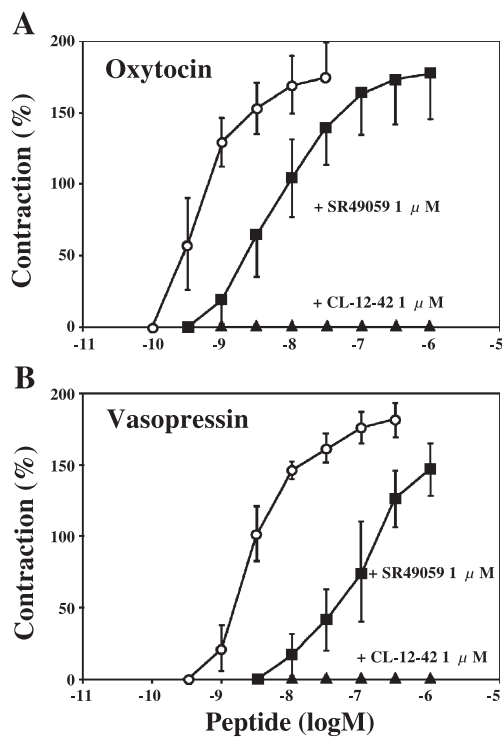 A
Oxytocin
Contraction (%)
200
150
100
50
0
+ SR49059 1 μ M
+ CL-12-42 1 μ M
-11 -10 -9 -8 -7 -6 -5
B
Vasopressin
Contraction (%)
200
150
100
50
0
+ SR49059 1 μ M
+ CL-12-42 1 μ M
-11 -10 -9 -8 -7 -6 -5
Peptide (logM)